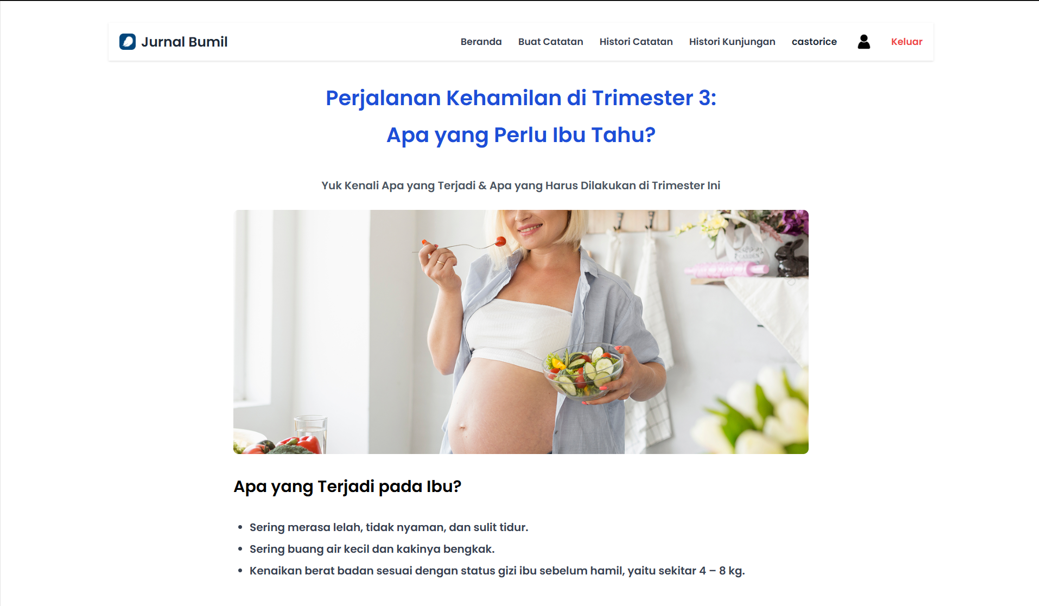 Jurnal Bumil
Beranda Buat Catatan Histori Catatan Histori Kunjungan castorice Keluar
Perjalanan Kehamilan di Trimester 3:
Apa yang Perlu Ibu Tahu?
Yuk Kenali Apa yang Terjadi & Apa yang Harus Dilakukan di Trimester Ini
Apa yang Terjadi pada Ibu?
• Sering merasa lelah, tidak nyaman, dan sulit tidur.
• Sering buang air kecil dan kakinya bengkak.
• Kenaikan berat badan sesuai dengan status gizi ibu sebelum hamil, yaitu sekitar 4 – 8 kg.